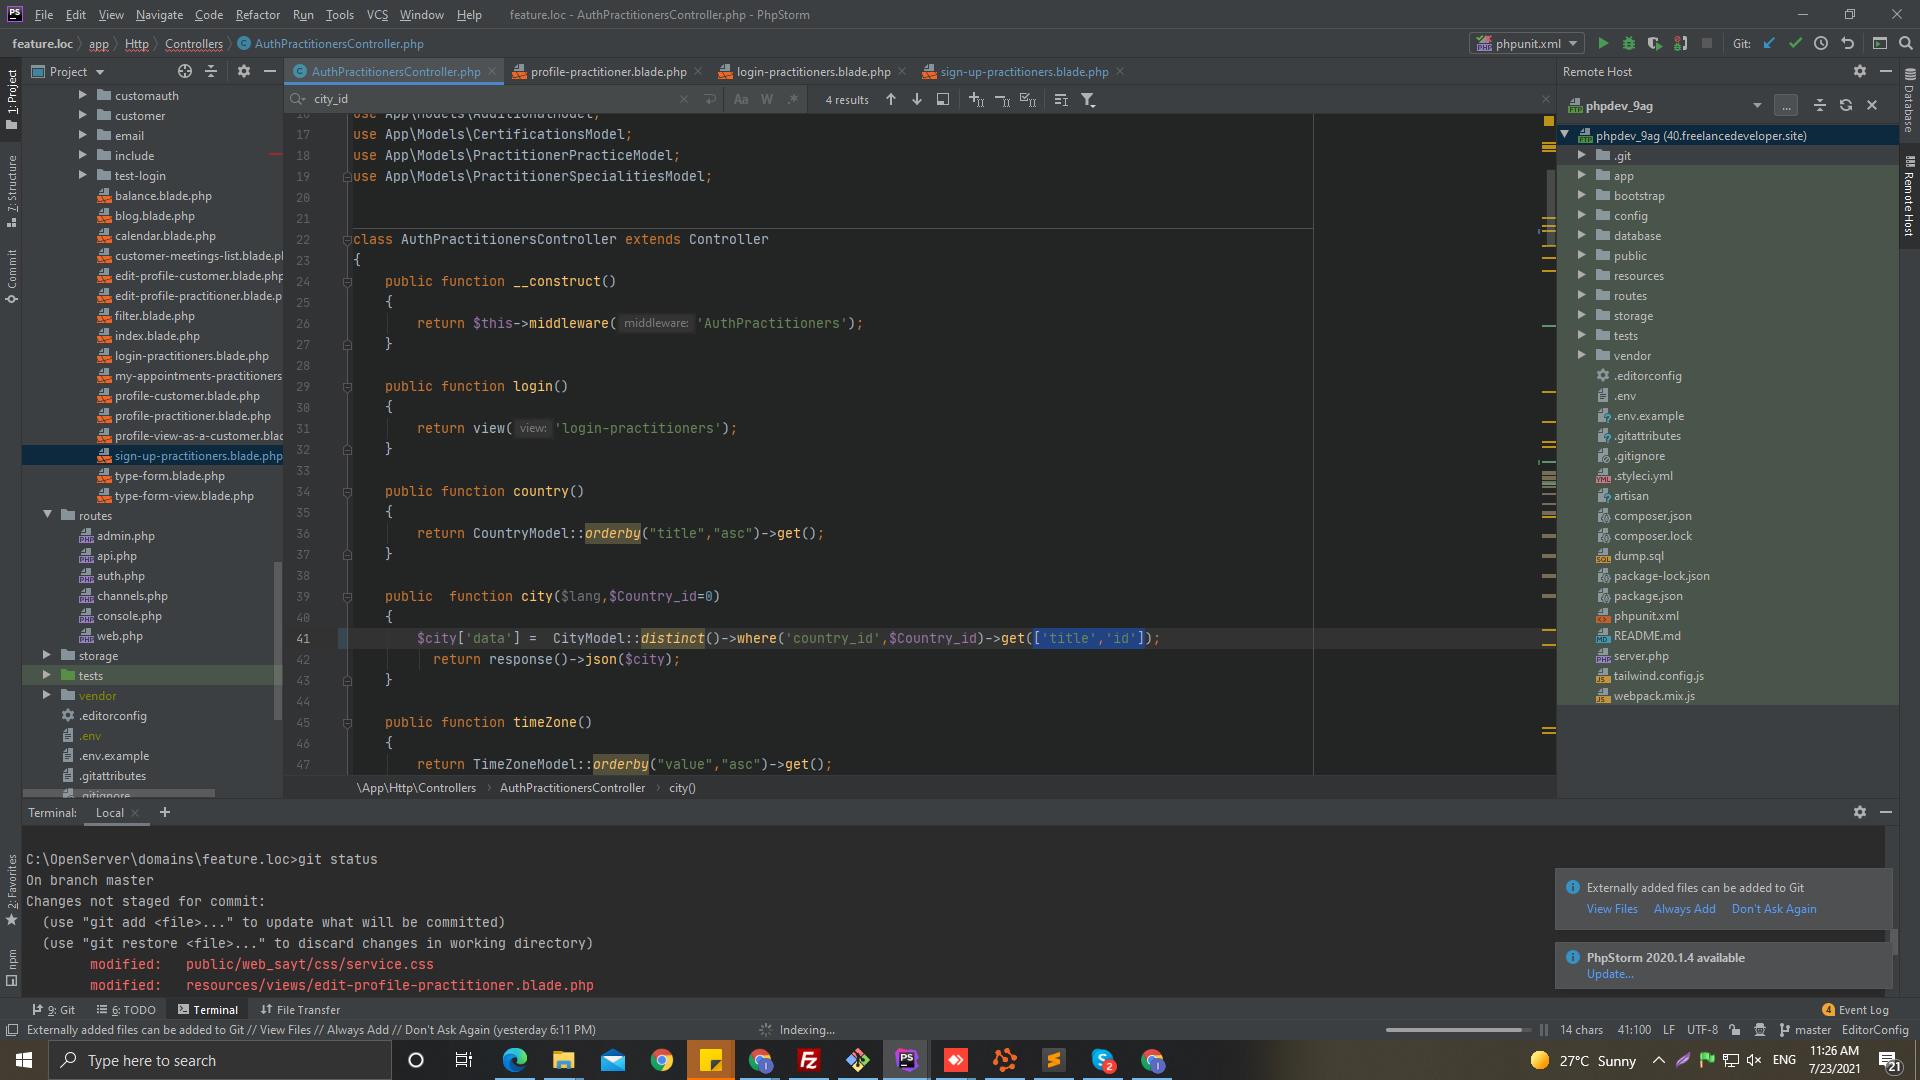 File Edit View Navigate Code Refactor Run Tools VCS Window Help feature.loc - AuthPractitionersController.php - PhpStorm
feature.loc app Http Controllers AuthPractitionersController.php phpunit.xml Git:
Project
AuthPractitionersController.php
profile-practitioner.blade.php
login-practitioners.blade.php
sign-up-practitioners.blade.php
city_id
Aa W .* 4 results
1: Project
7: Structure
Commit
2: Favorites
npm
customauth
customer
email
include
test-login
balance.blade.php
blog.blade.php
calendar.blade.php
customer-meetings-list.blade.pl
edit-profile-customer.blade.php
edit-profile-practitioner.blade.p
filter.blade.php
index.blade.php
login-practitioners.blade.php
my-appointments-practitioners
profile-customer.blade.php
profile-practitioner.blade.php
profile-view-as-a-customer.blad
sign-up-practitioners.blade.php
type-form.blade.php
type-form-view.blade.php
routes
admin.php
api.php
auth.php
channels.php
console.php
web.php
storage
tests
vendor
.editorconfig
.env
.env.example
.gitattributes
.gitignore
16 use App\Models\AdditionalModel;
17 use App\Models\CertificationsModel;
18 use App\Models\PractitionerPracticeModel;
19 use App\Models\PractitionerSpecialitiesModel;
20
21
22 class AuthPractitionersController extends Controller
23 {
24 public function __construct()
25 {
26 return $this->middleware( middleware: 'AuthPractitioners');
27 }
28
29 public function login()
30 {
31 return view( view: 'login-practitioners');
32 }
33
34 public function country()
35 {
36 return CountryModel::orderby("title","asc")->get();
37 }
38
39 public  function city($lang,$Country_id=0)
40 {
41 $city['data'] =  CityModel::distinct()->where('country_id',$Country_id)->get(['title','id']);
42 return response()->json($city);
43 }
44
45 public function timeZone()
46 {
47 return TimeZoneModel::orderby("value","asc")->get();
\App\Http\Controllers › AuthPractitionersController › city()
Remote Host
phpdev_9ag ...
phpdev_9ag (40.freelancedeveloper.site)
.git
app
bootstrap
config
database
public
resources
routes
storage
tests
vendor
.editorconfig
.env
.env.example
.gitattributes
.gitignore
.styleci.yml
artisan
composer.json
composer.lock
dump.sql
package-lock.json
package.json
phpunit.xml
README.md
server.php
tailwind.config.js
webpack.mix.js
Database
Remote Host
Terminal: Local +
C:\OpenServer\domains\feature.loc>git status
On branch master
Changes not staged for commit:
(use "git add <file>..." to update what will be committed)
(use "git restore <file>..." to discard changes in working directory)
modified: public/web_sayt/css/service.css
modified: resources/views/edit-profile-practitioner.blade.php
Externally added files can be added to Git
View Files Always Add Don't Ask Again
PhpStorm 2020.1.4 available
Update...
9: Git 6: TODO Terminal File Transfer 4 Event Log
Externally added files can be added to Git // View Files // Always Add // Don't Ask Again (yesterday 6:11 PM) Indexing... 14 chars 41:100 LF UTF-8 master EditorConfig
Type here to search
27°C Sunny
ENG
11:26 AM
7/23/2021
21